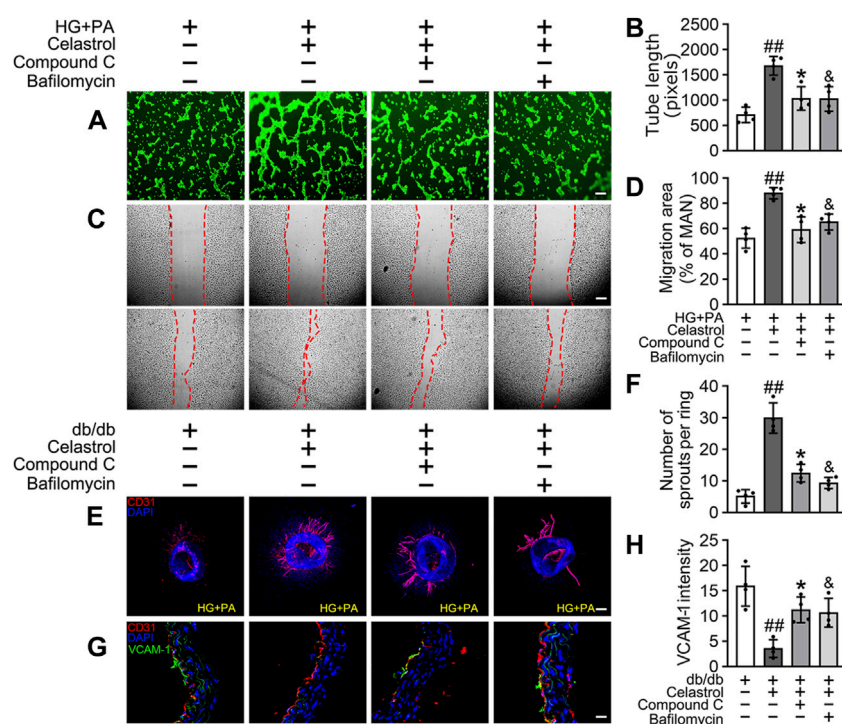 HG+PA + + + +
Celastrol − + + +
Compound C − − + −
Bafilomycin − − − +
A
C
db/db + + + +
Celastrol − + + +
Compound C − − + −
Bafilomycin − − − +
E
CD31
DAPI
HG+PA
HG+PA
HG+PA
HG+PA
G
CD31
DAPI
VCAM-1
B
Tube length
(pixels)
2500
2000
1500
1000
500
0
##
*
&
D
Migration area
(% of MAN)
100
80
60
40
20
0
##
*
&
HG+PA + + + +
Celastrol + + +
Compound C +
Bafilomycin +
F
Number of
sprouts per ring
40
30
20
10
0
##
*
&
H
VCAM-1 intensity
25
20
15
10
5
0
##
*
&
db/db + + + +
Celastrol + + +
Compound C +
Bafilomycin +